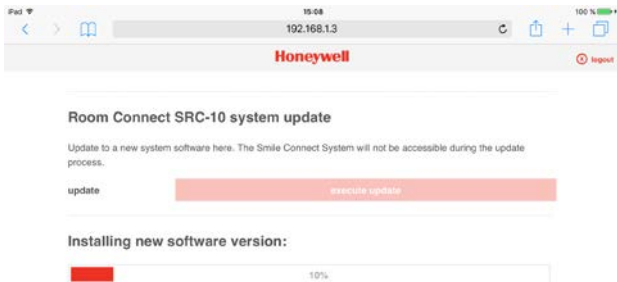 iPad 15:08 100 %
192.168.1.3
Honeywell
logout
Room Connect SRC-10 system update
Update to a new system software here. The Smile Connect System will not be accessible during the update
process.
update execute update
Installing new software version:
10%